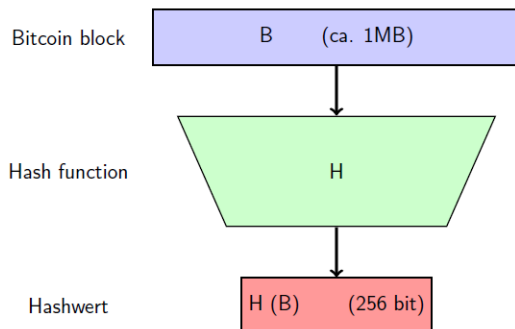 Bitcoin block
B (ca. 1MB)
Hash function
H
Hashwert
H (B) (256 bit)